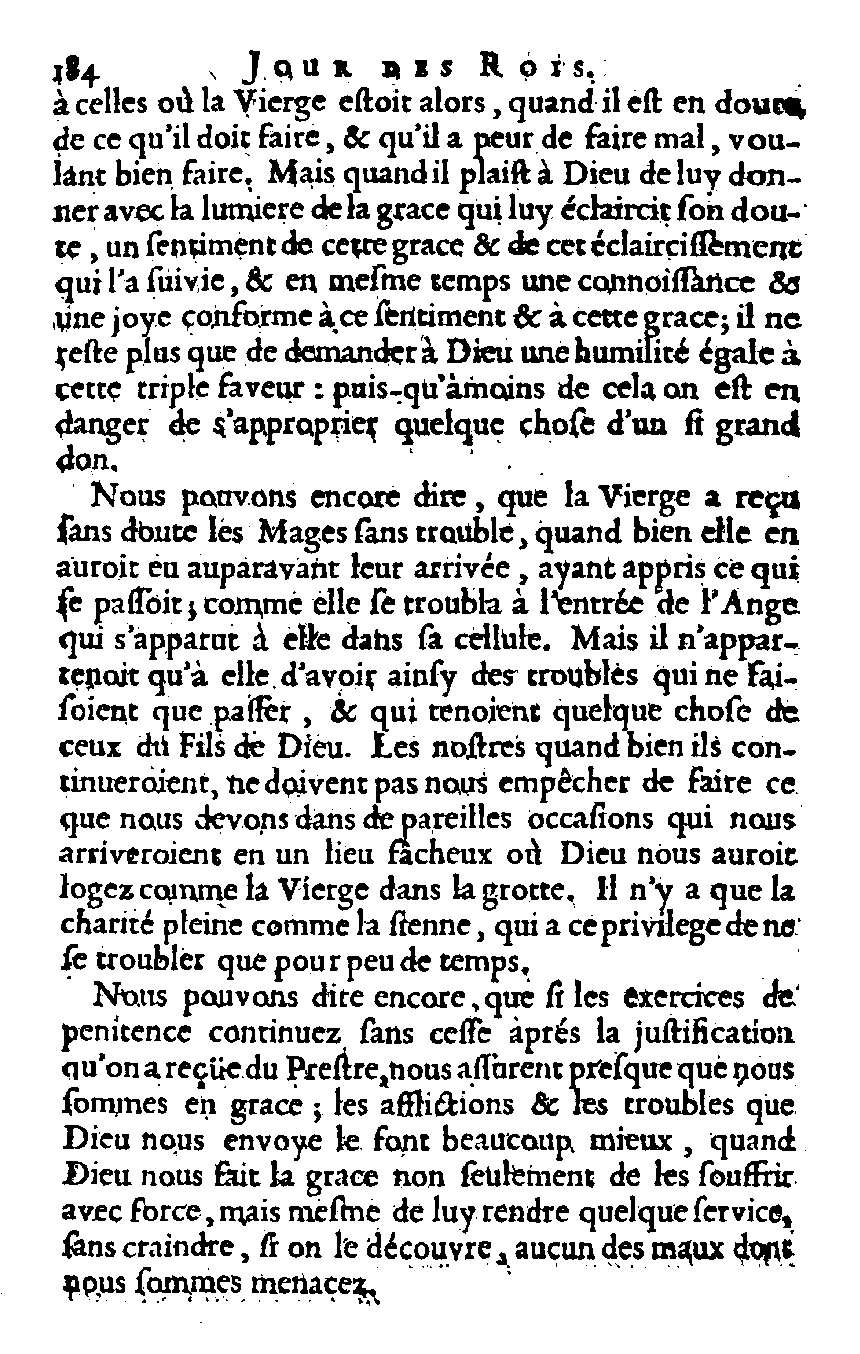 184 JOUR DES ROIS.
à celles où la Vierge eſtoit alors, quand il eſt en doute,
de ce qu'il doit faire, & qu'il a peur de faire mal, vou-
lant bien faire. Mais quand il plaiſt à Dieu de luy don-
ner avec la lumiere de la grace qui luy éclaircit ſon dou-
te, un ſentiment de cette grace & de cet éclairciſſement
qui l'a ſuivie, & en meſme temps une connoiſſance &
une joye conforme à ce ſentiment & à cette grace; il ne
reſte plus que de demander à Dieu une humilité égale à
cette triple faveur : puis-qu'àmoins de cela on eſt en
danger de s'approprier quelque choſe d'un ſi grand
don.
Nous pouvons encore dire, que la Vierge a reçu
ſans doute les Mages ſans trouble, quand bien elle en
auroit eu auparavant leur arrivée, ayant appris ce qui
ſe paſſoit; comme elle ſe troubla à l'entrée de l'Ange
qui s'apparut à elle dans ſa cellule. Mais il n'appar-
tenoit qu'à elle d'avoir ainſy des troubles qui ne fai-
ſoient que paſſer, & qui tenoient quelque choſe de
ceux du Fils de Dieu. Les noſtres quand bien ils con-
tinueroient, ne doivent pas nous empêcher de faire ce
que nous devons dans de pareilles occaſions qui nous
arriveroient en un lieu fâcheux où Dieu nous auroit
logez comme la Vierge dans la grotte. Il n'y a que la
charité pleine comme la ſienne, qui a ce privilege de ne
ſe troubler que pour peu de temps.
Nous pouvons dire encore, que ſi les exercices de
penitence continuez ſans ceſſe àprés la juſtification
qu'on a reçüe du Preſtre, nous aſſurent preſque que nous
ſommes en grace; les afflictions & les troubles que
Dieu nous envoye le font beaucoup mieux, quand
Dieu nous fait la grace non ſeulement de les ſouffrir
avec force, mais meſme de luy rendre quelque ſervice,
ſans craindre, ſi on le découvre, aucun des maux dont
nous ſommes menacez.